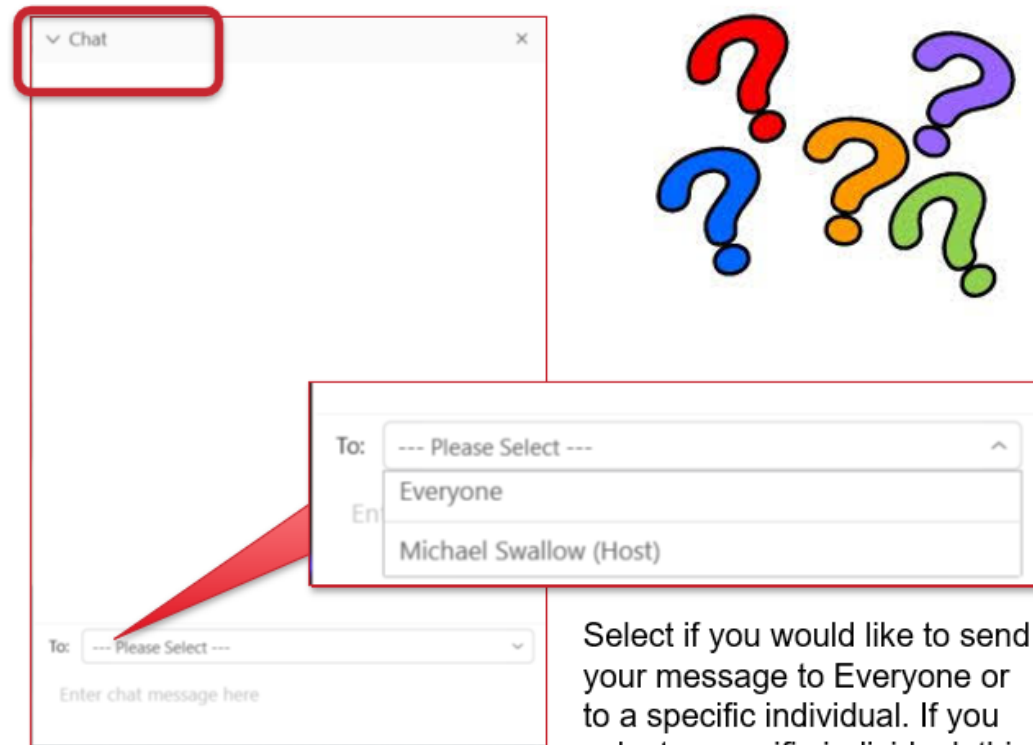 Chat
To: --- Please Select ---
Everyone
Michael Swallow (Host)
To: --- Please Select ---
Enter chat message here
Select if you would like to send
your message to Everyone or
to a specific individual. If you